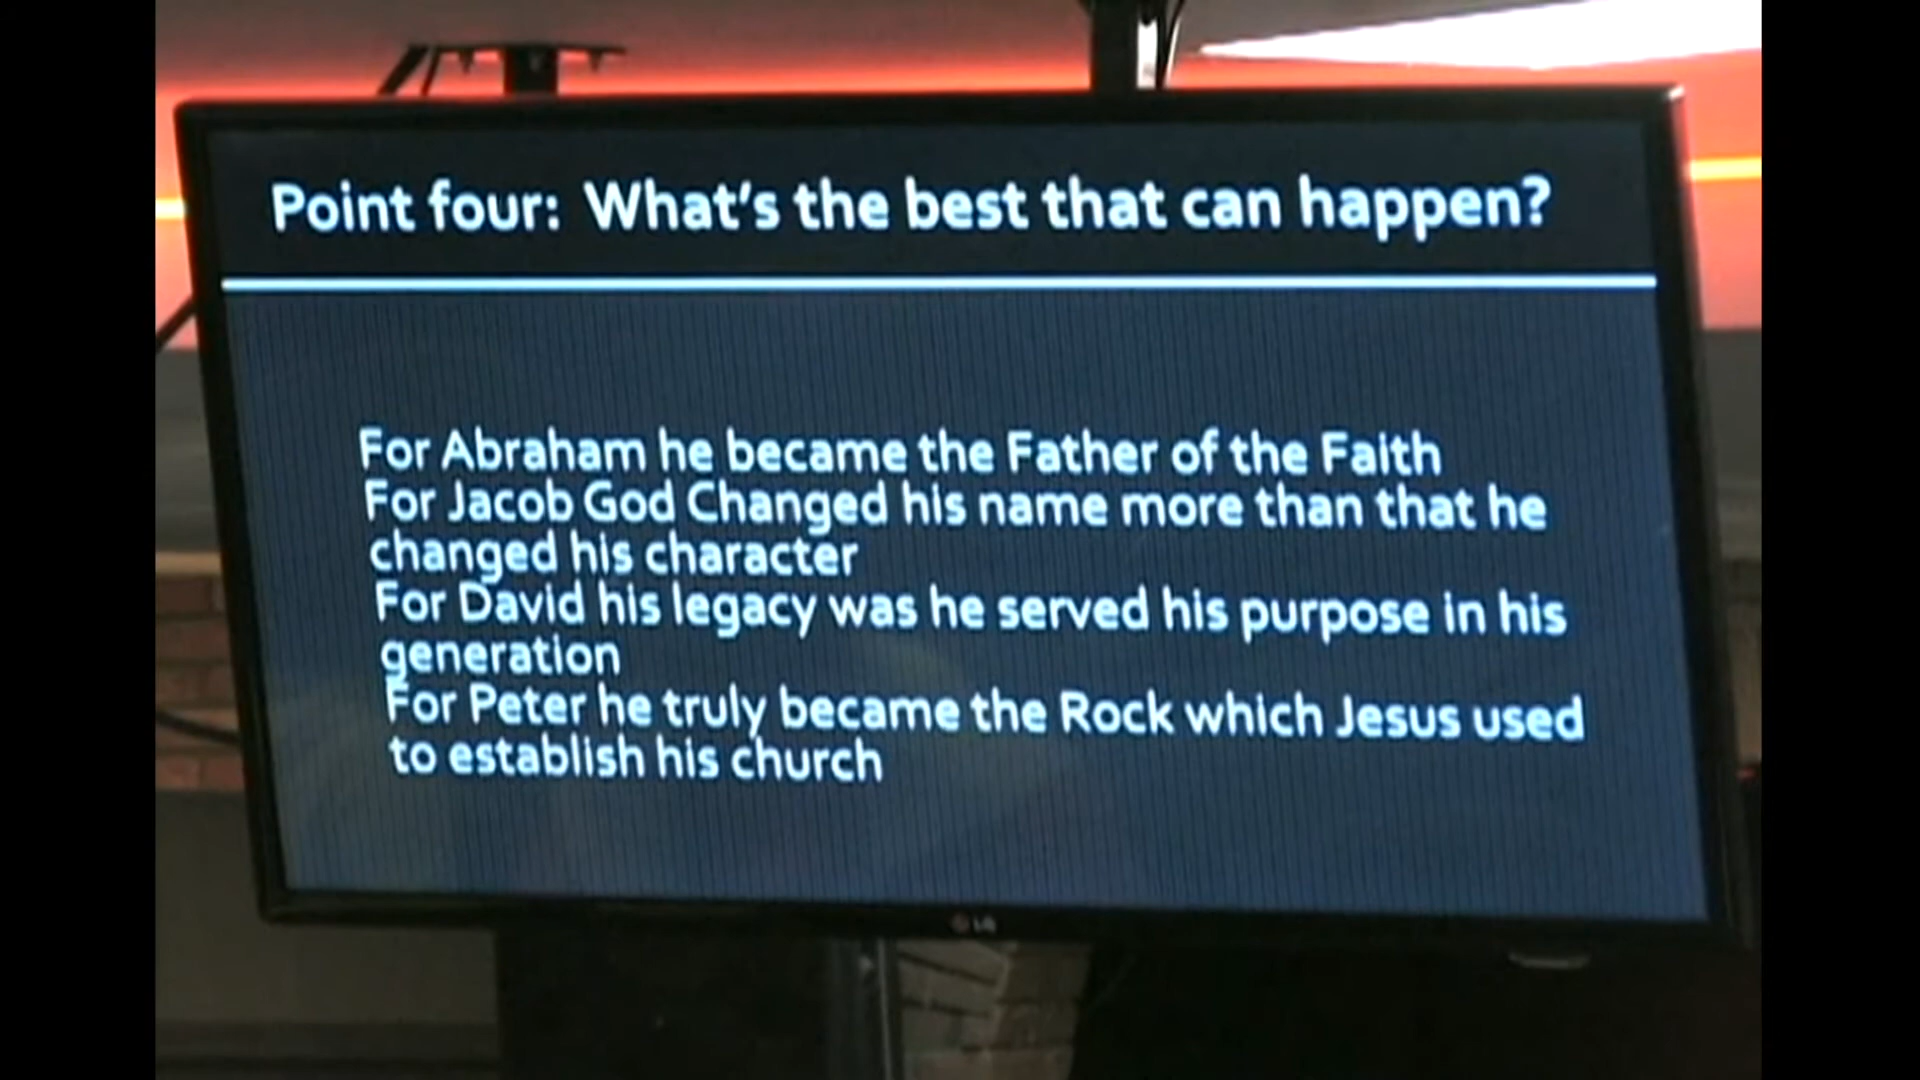 Point four: What's the best that can happen?
For Abraham he became the Father of the Faith
For Jacob God Changed his name more than that he
changed his character
For David his legacy was he served his purpose in his
generation
For Peter he truly became the Rock which Jesus used
to establish his church
LG